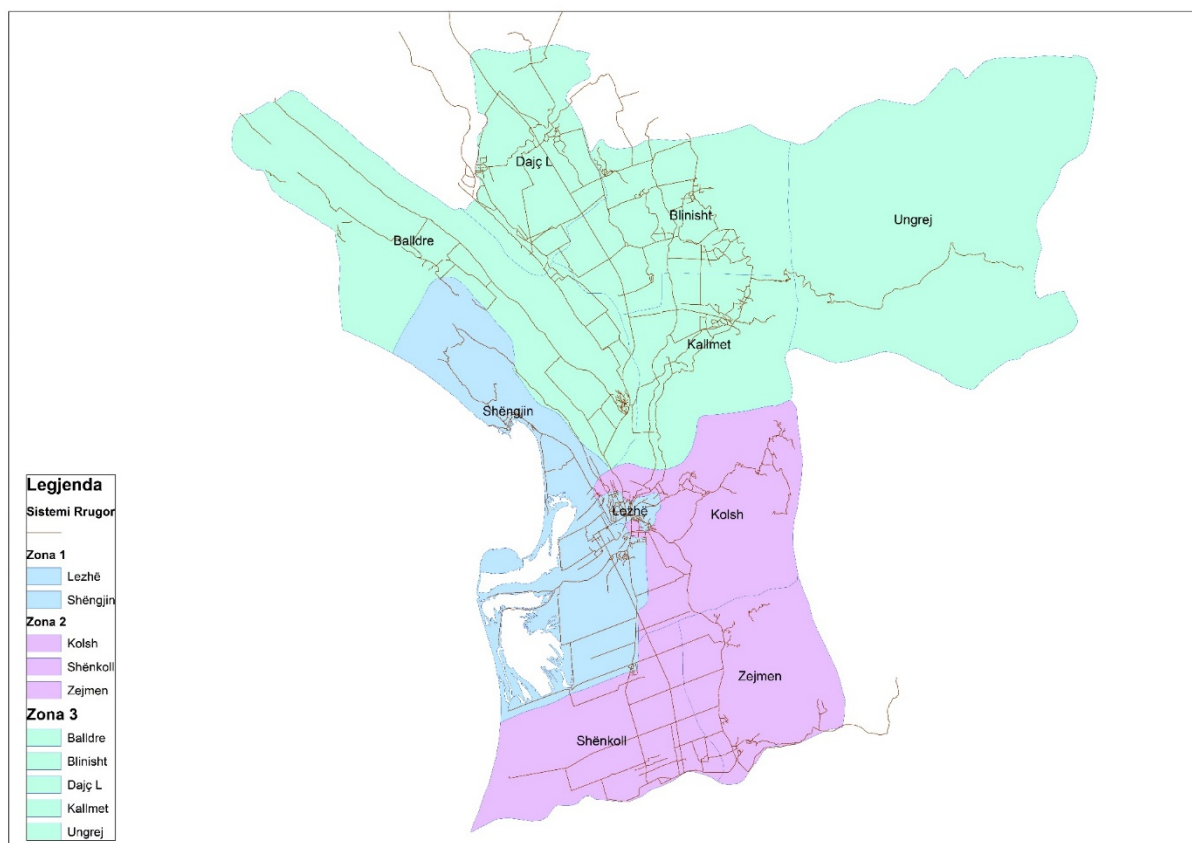 Dajç L
Blinisht
Ungrej
Balldre
Kallmet
Shëngjin
Lezhë
Kolsh
Zejmen
Shënkoll
Legjenda
Sistemi Rrugor
Zona 1
Lezhë
Shëngjin
Zona 2
Kolsh
Shënkoll
Zejmen
Zona 3
Balldre
Blinisht
Dajç L
Kallmet
Ungrej